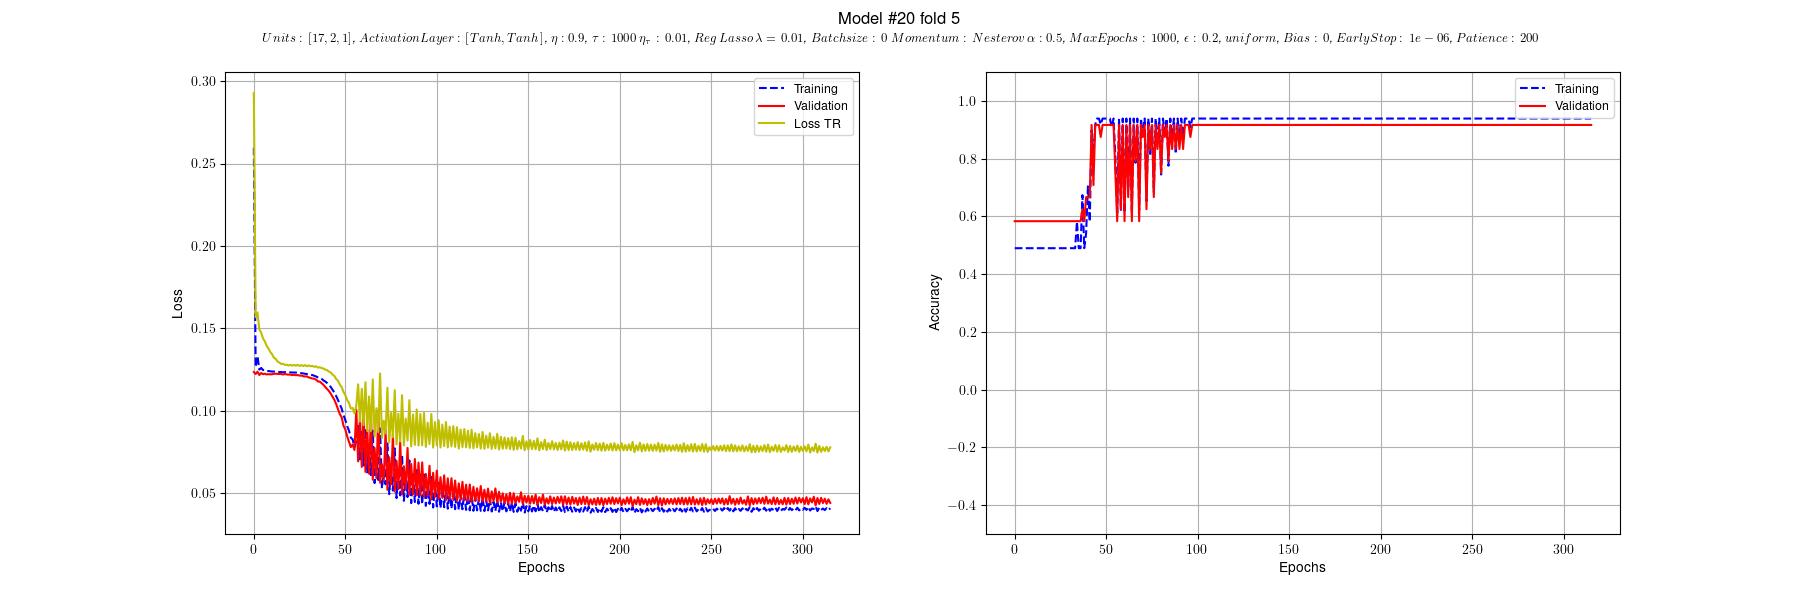 Model #20 fold 5
Units : [17, 2, 1], ActivationLayer : [Tanh, Tanh], η : 0.9, τ : 1000 η_τ : 0.01, Reg Lasso λ = 0.01, Batchsize : 0 Momentum : Nesterov α : 0.5, MaxEpochs : 1000, ϵ : 0.2, uniform, Bias : 0, EarlyStop : 1e − 06, Patience : 200
0.30
0.25
0.20
0.15
0.10
0.05
Loss
0 50 100 150 200 250 300
Epochs
Training
Validation
Loss TR
1.0
0.8
0.6
0.4
0.2
0.0
−0.2
−0.4
Accuracy
0 50 100 150 200 250 300
Epochs
Training
Validation